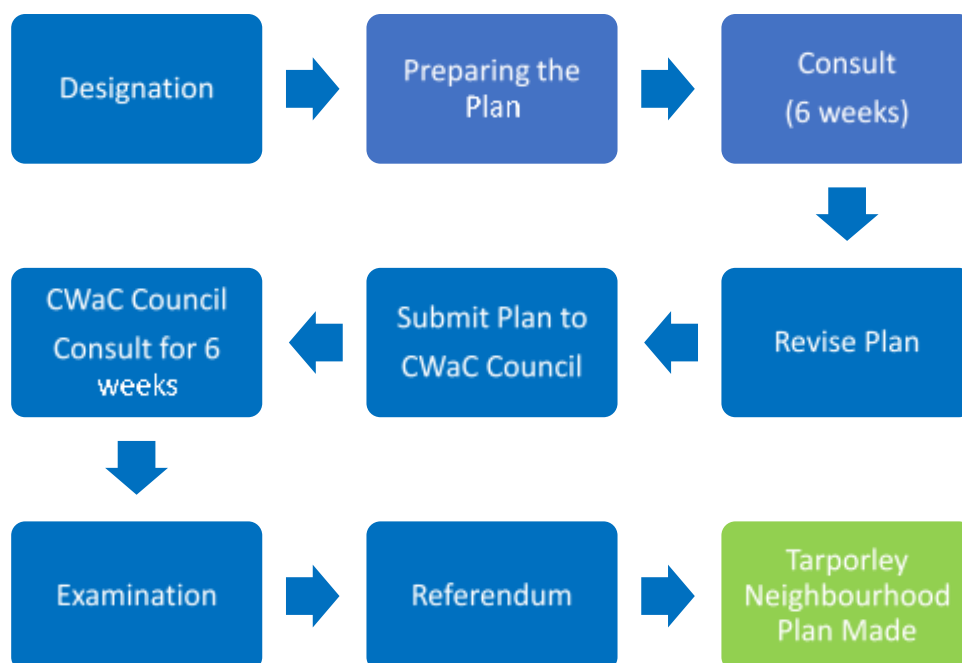 Designation
Preparing the
Plan
Consult
(6 weeks)
CWaC Council
Consult for 6
weeks
Submit Plan to
CWaC Council
Revise Plan
Examination
Referendum
Tarporley
Neighbourhood
Plan Made